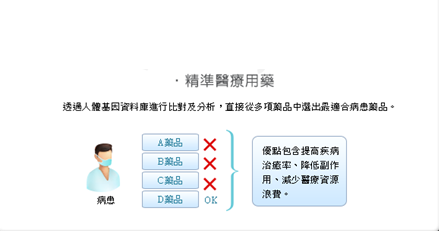 ．精準醫療用藥
透過人體基因資料庫進行比對及分析，直接從多項藥品中選出最適合病患藥品。
A藥品
B藥品
C藥品
D藥品 OK
病患
優點包含提高疾病
治癒率、降低副作
用、減少醫療資源
浪費。